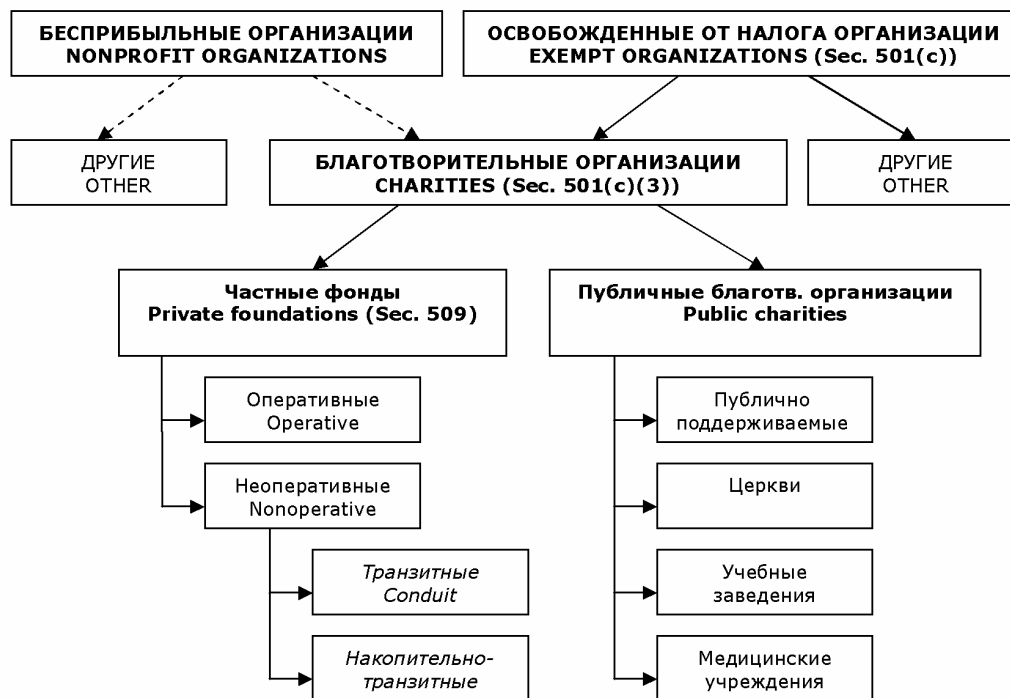 БЕСПРИБЫЛЬНЫЕ ОРГАНИЗАЦИИ
NONPROFIT ORGANIZATIONS
ОСВОБОЖДЕННЫЕ ОТ НАЛОГА ОРГАНИЗАЦИИ
EXEMPT ORGANIZATIONS (Sec. 501(c))
ДРУГИЕ
OTHER
БЛАГОТВОРИТЕЛЬНЫЕ ОРГАНИЗАЦИИ
CHARITIES (Sec. 501(c)(3))
ДРУГИЕ
OTHER
Частные фонды
Private foundations (Sec. 509)
Публичные благотв. организации
Public charities
Оперативные
Operative
Неоперативные
Nonoperative
Транзитные
Conduit
Накопительно-
транзитные
Публично
поддерживаемые
Церкви
Учебные
заведения
Медицинские
учреждения